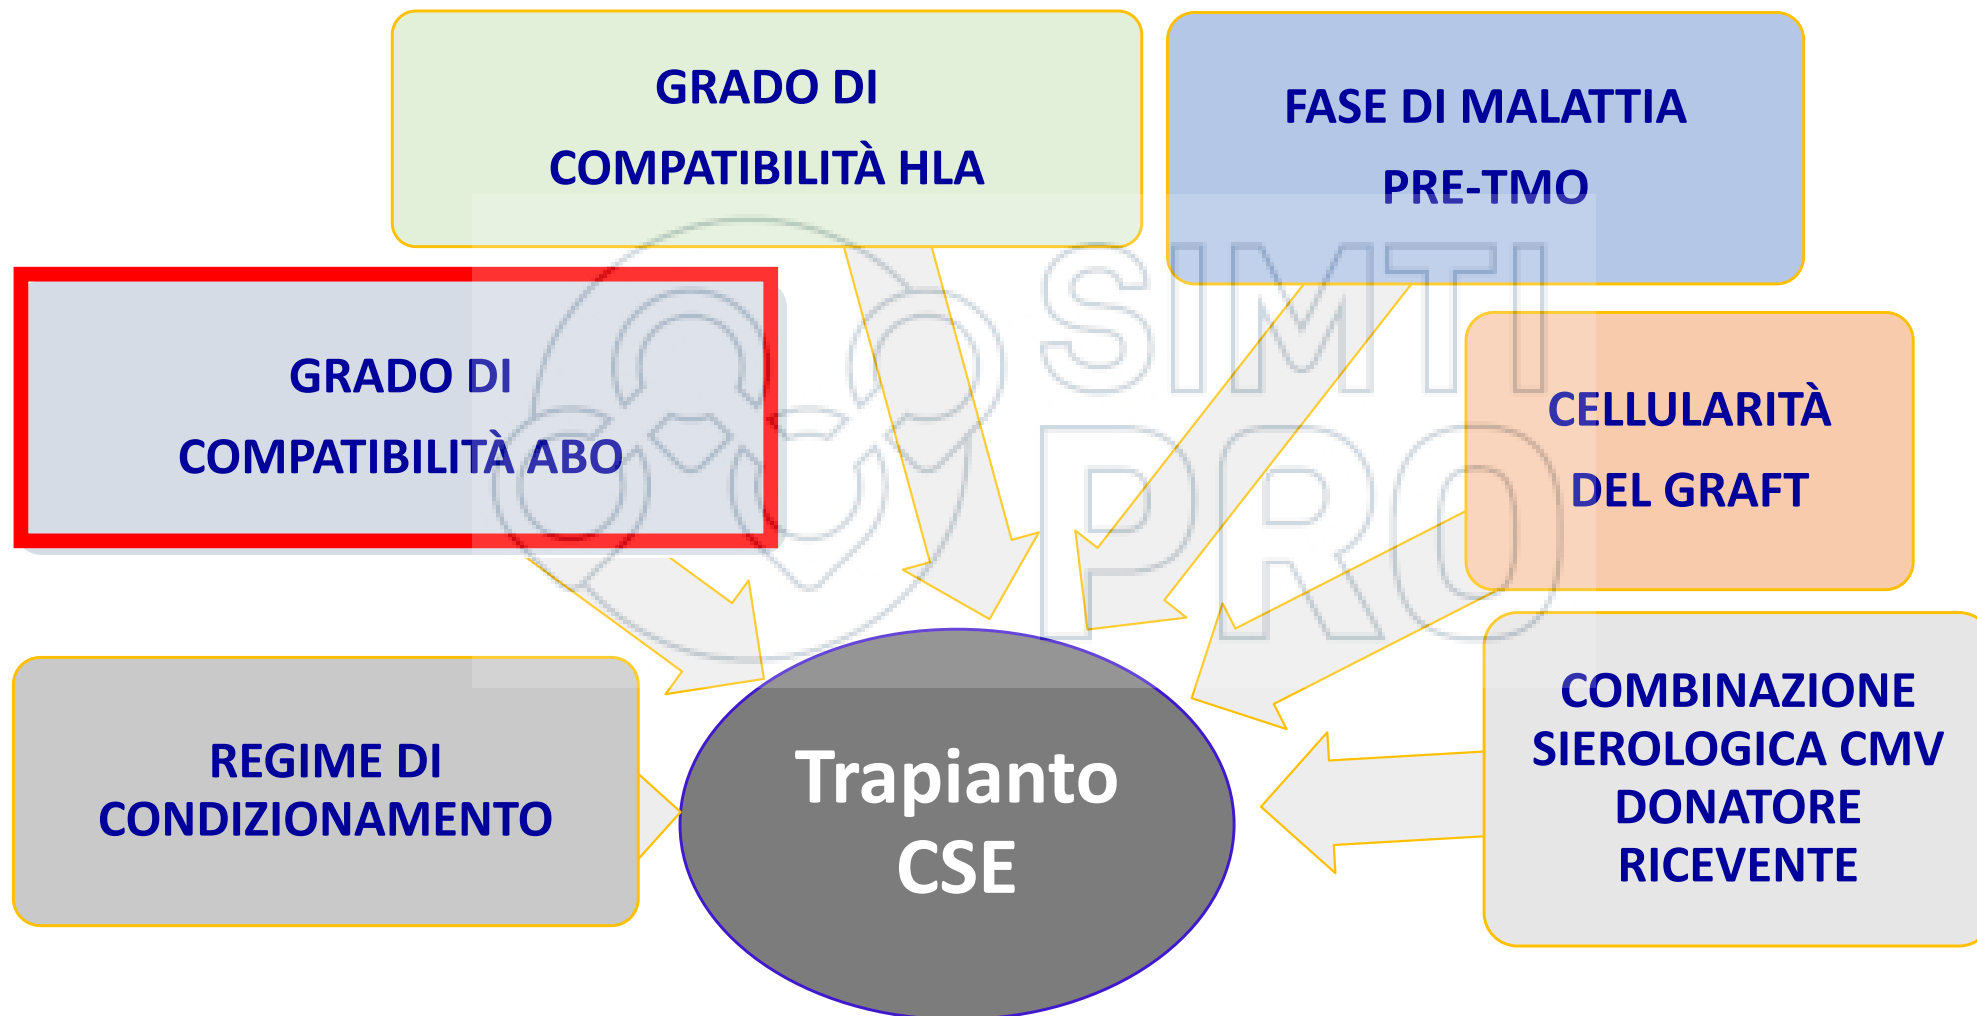 GRADO DI
COMPATIBILITÀ HLA
FASE DI MALATTIA
PRE-TMO
GRADO DI
COMPATIBILITÀ ABO
CELLULARITÀ
DEL GRAFT
REGIME DI
CONDIZIONAMENTO
Trapianto
CSE
COMBINAZIONE
SIEROLOGICA CMV
DONATORE
RICEVENTE
SIMTI
PRO